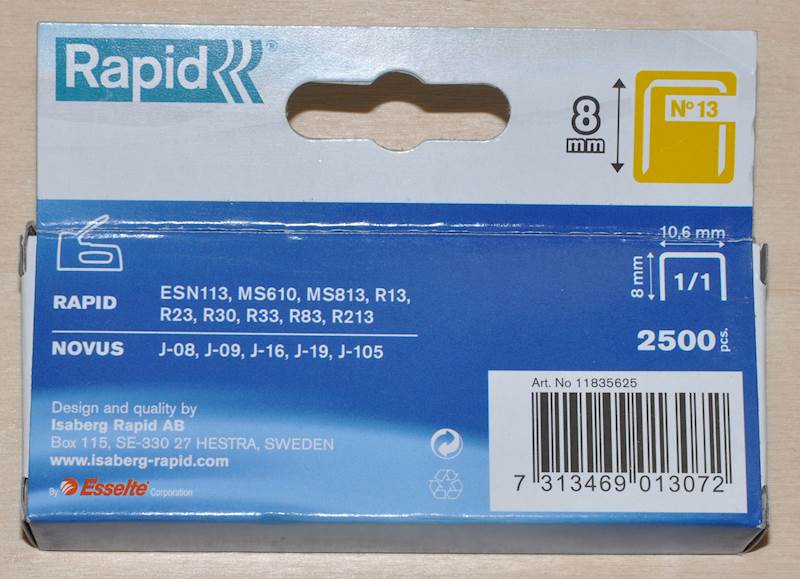 Rapid®
8
mm
Nº 13
10,6 mm
8 mm
1/1
2500 pcs.
RAPID
ESN113, MS610, MS813, R13,
R23, R30, R33, R83, R213
NOVUS
J-08, J-09, J-16, J-19, J-105
Design and quality by
Isaberg Rapid AB
Box 115, SE-330 27 HESTRA, SWEDEN
www.isaberg-rapid.com
By Esselte Corporation
Art. No 11835625
7 313469 013072